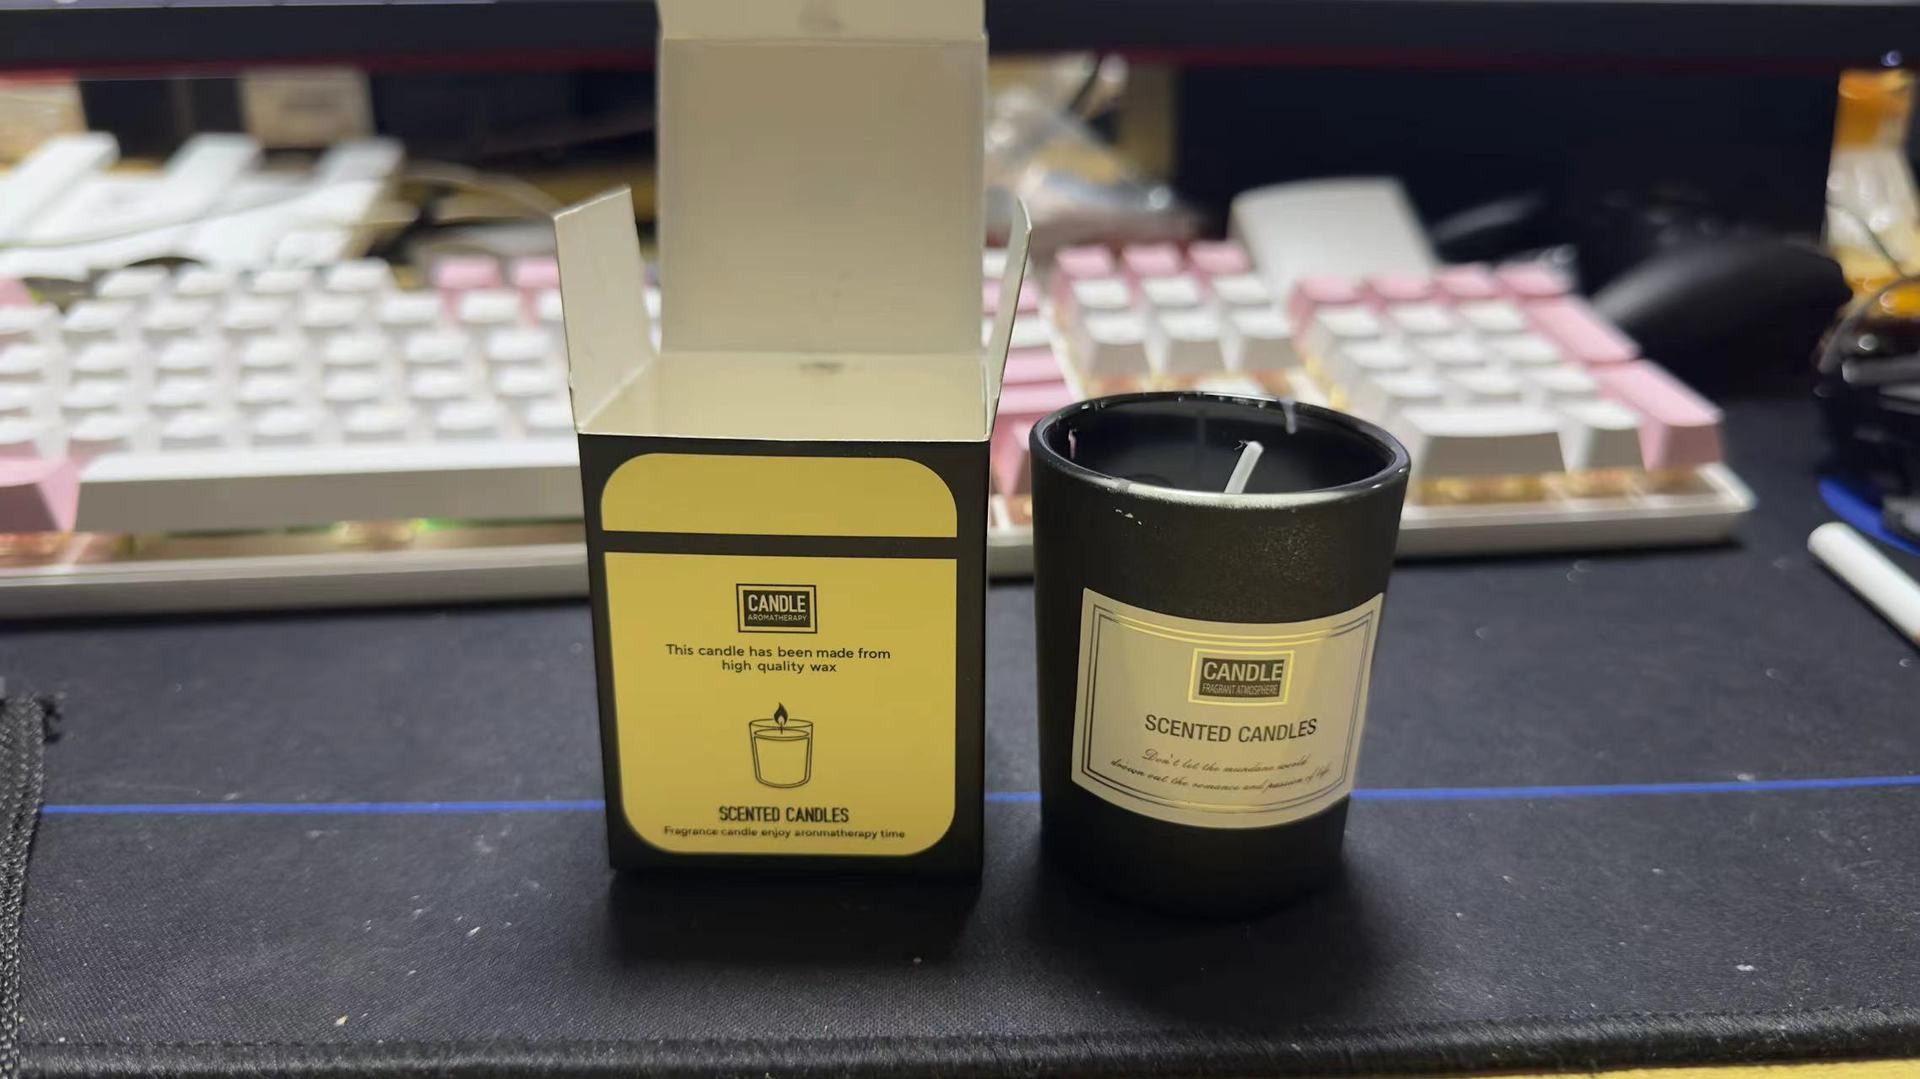 CANDLE
AROMATHERAPY
This candle has been made from
high quality wax
SCENTED CANDLES
Fragrance candle enjoy aronmatherapy time
CANDLE
FRAGRANT ATMOSPHERE
SCENTED CANDLES
Don't let the mundane world
drown out the romance and passion of life